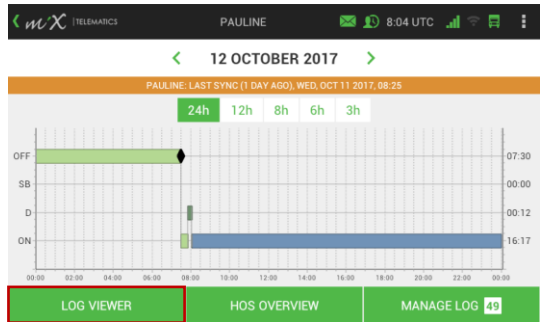 mix TELEMATICS PAULINE 8:04 UTC
12 OCTOBER 2017
PAULINE: LAST SYNC (1 DAY AGO), WED, OCT 11 2017, 08:25
24h 12h 8h 6h 3h
OFF 07:30
SB 00:00
D 00:12
ON 16:17
00:00 02:00 04:00 06:00 08:00 10:00 12:00 14:00 16:00 18:00 20:00 22:00 00:00
LOG VIEWER HOS OVERVIEW MANAGE LOG 49